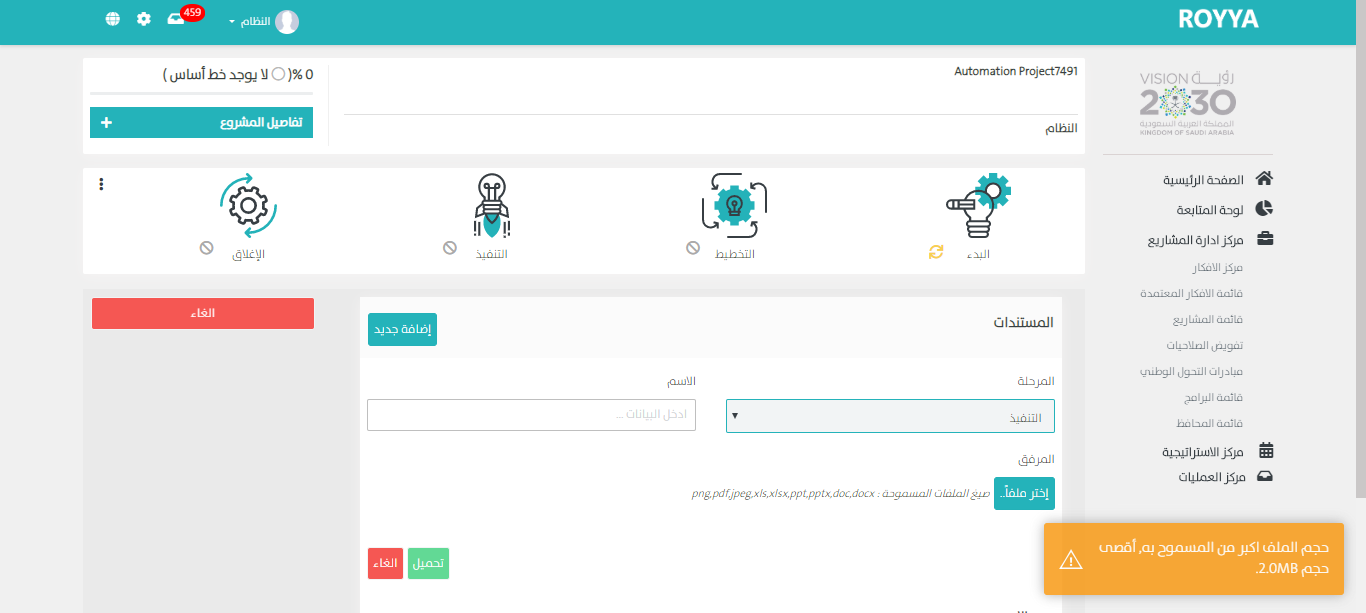 ROYYA
النظام
459
رؤيـــة VISION
2030
المملكة العربية السعودية
KINGDOM OF SAUDI ARABIA
الصفحة الرئيسية
لوحة المتابعة
مركز ادارة المشاريع
مركز الافكار
قائمة الافكار المعتمدة
قائمة المشاريع
تفويض الصلاحيات
مبادرات التحول الوطني
قائمة البرامج
قائمة المحافظ
مركز الاستراتيجية
مركز العمليات
Automation Project7491
النظام
0 %( لا يوجد خط أساس )
تفاصيل المشروع +
البدء
التخطيط
التنفيذ
الإغلاق
المستندات
إضافة جديد
المرحلة
التنفيذ
الاسم
ادخل البيانات ...
المرفق
إختر ملفاً..
صيغ الملفات المسموحة : png,pdf,jpeg,xls,xlsx,ppt,pptx,doc,docx
تحميل
الغاء
الغاء
حجم الملف اكبر من المسموح به, أقصى
حجم 2.0MB.